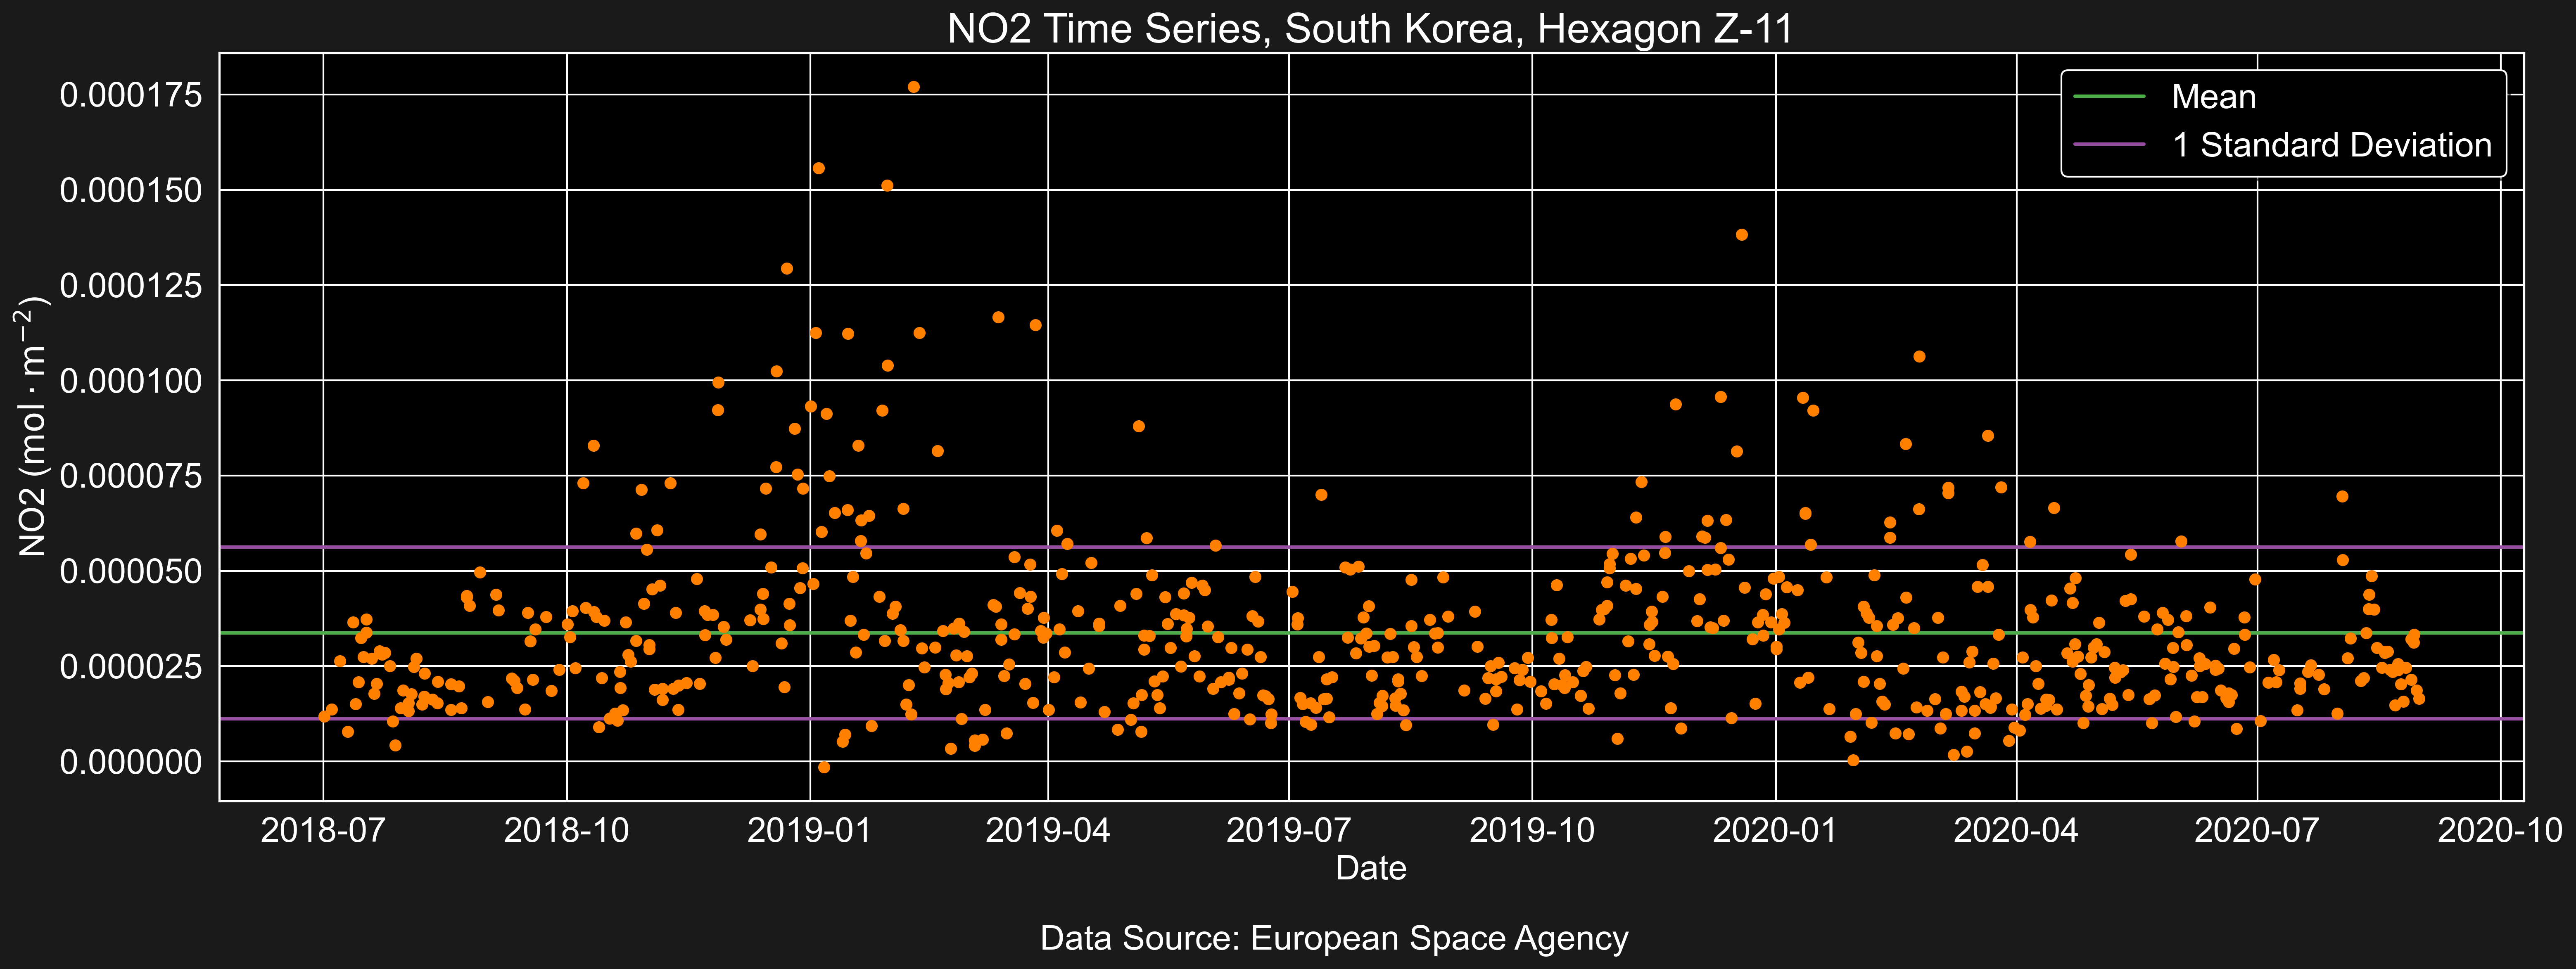 NO2 Time Series, South Korea, Hexagon Z-11
Mean
1 Standard Deviation
NO2 (mol · m⁻²)
0.000175
0.000150
0.000125
0.000100
0.000075
0.000050
0.000025
0.000000
2018-07 2018-10 2019-01 2019-04 2019-07 2019-10 2020-01 2020-04 2020-07 2020-10
Date
Data Source: European Space Agency